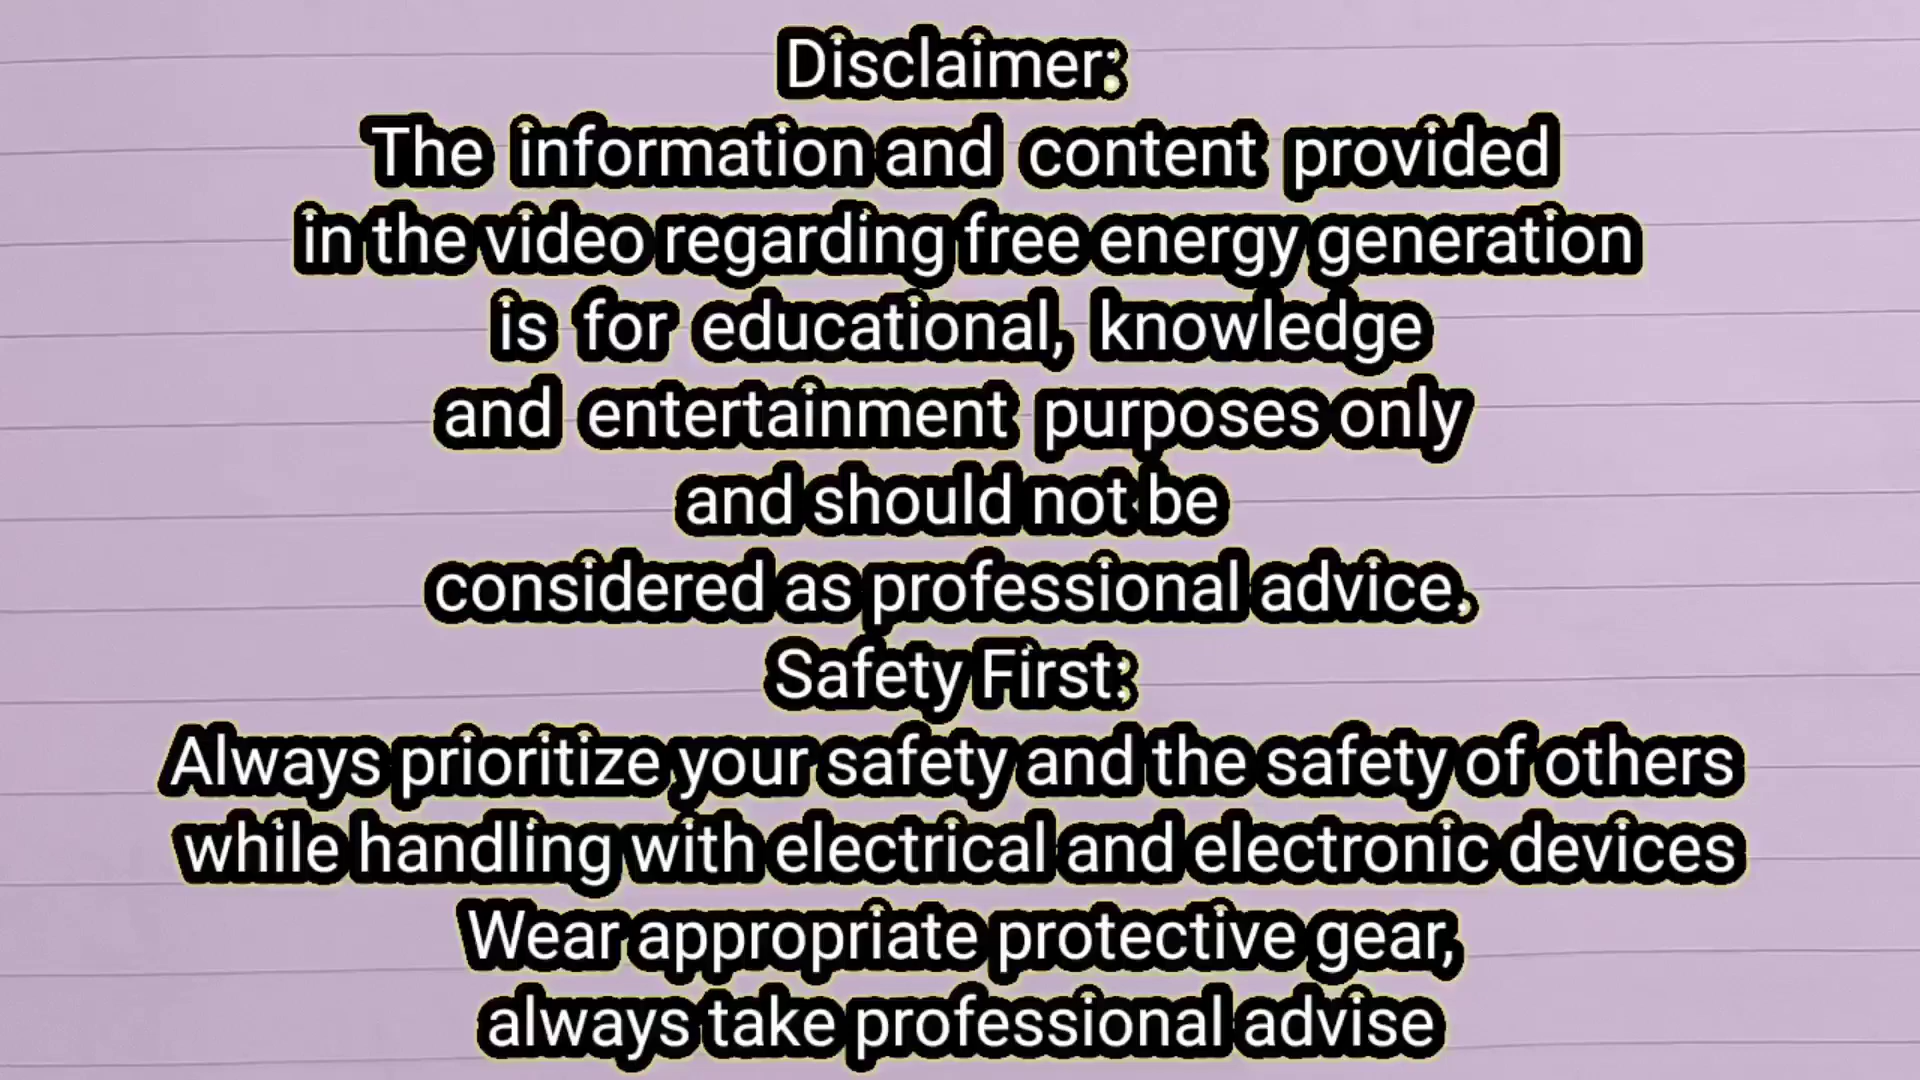 Disclaimer:
The information and content provided
in the video regarding free energy generation
is for educational, knowledge
and entertainment purposes only
and should not be
considered as professional advice.
Safety First:
Always prioritize your safety and the safety of others
while handling with electrical and electronic devices
Wear appropriate protective gear,
always take professional advise